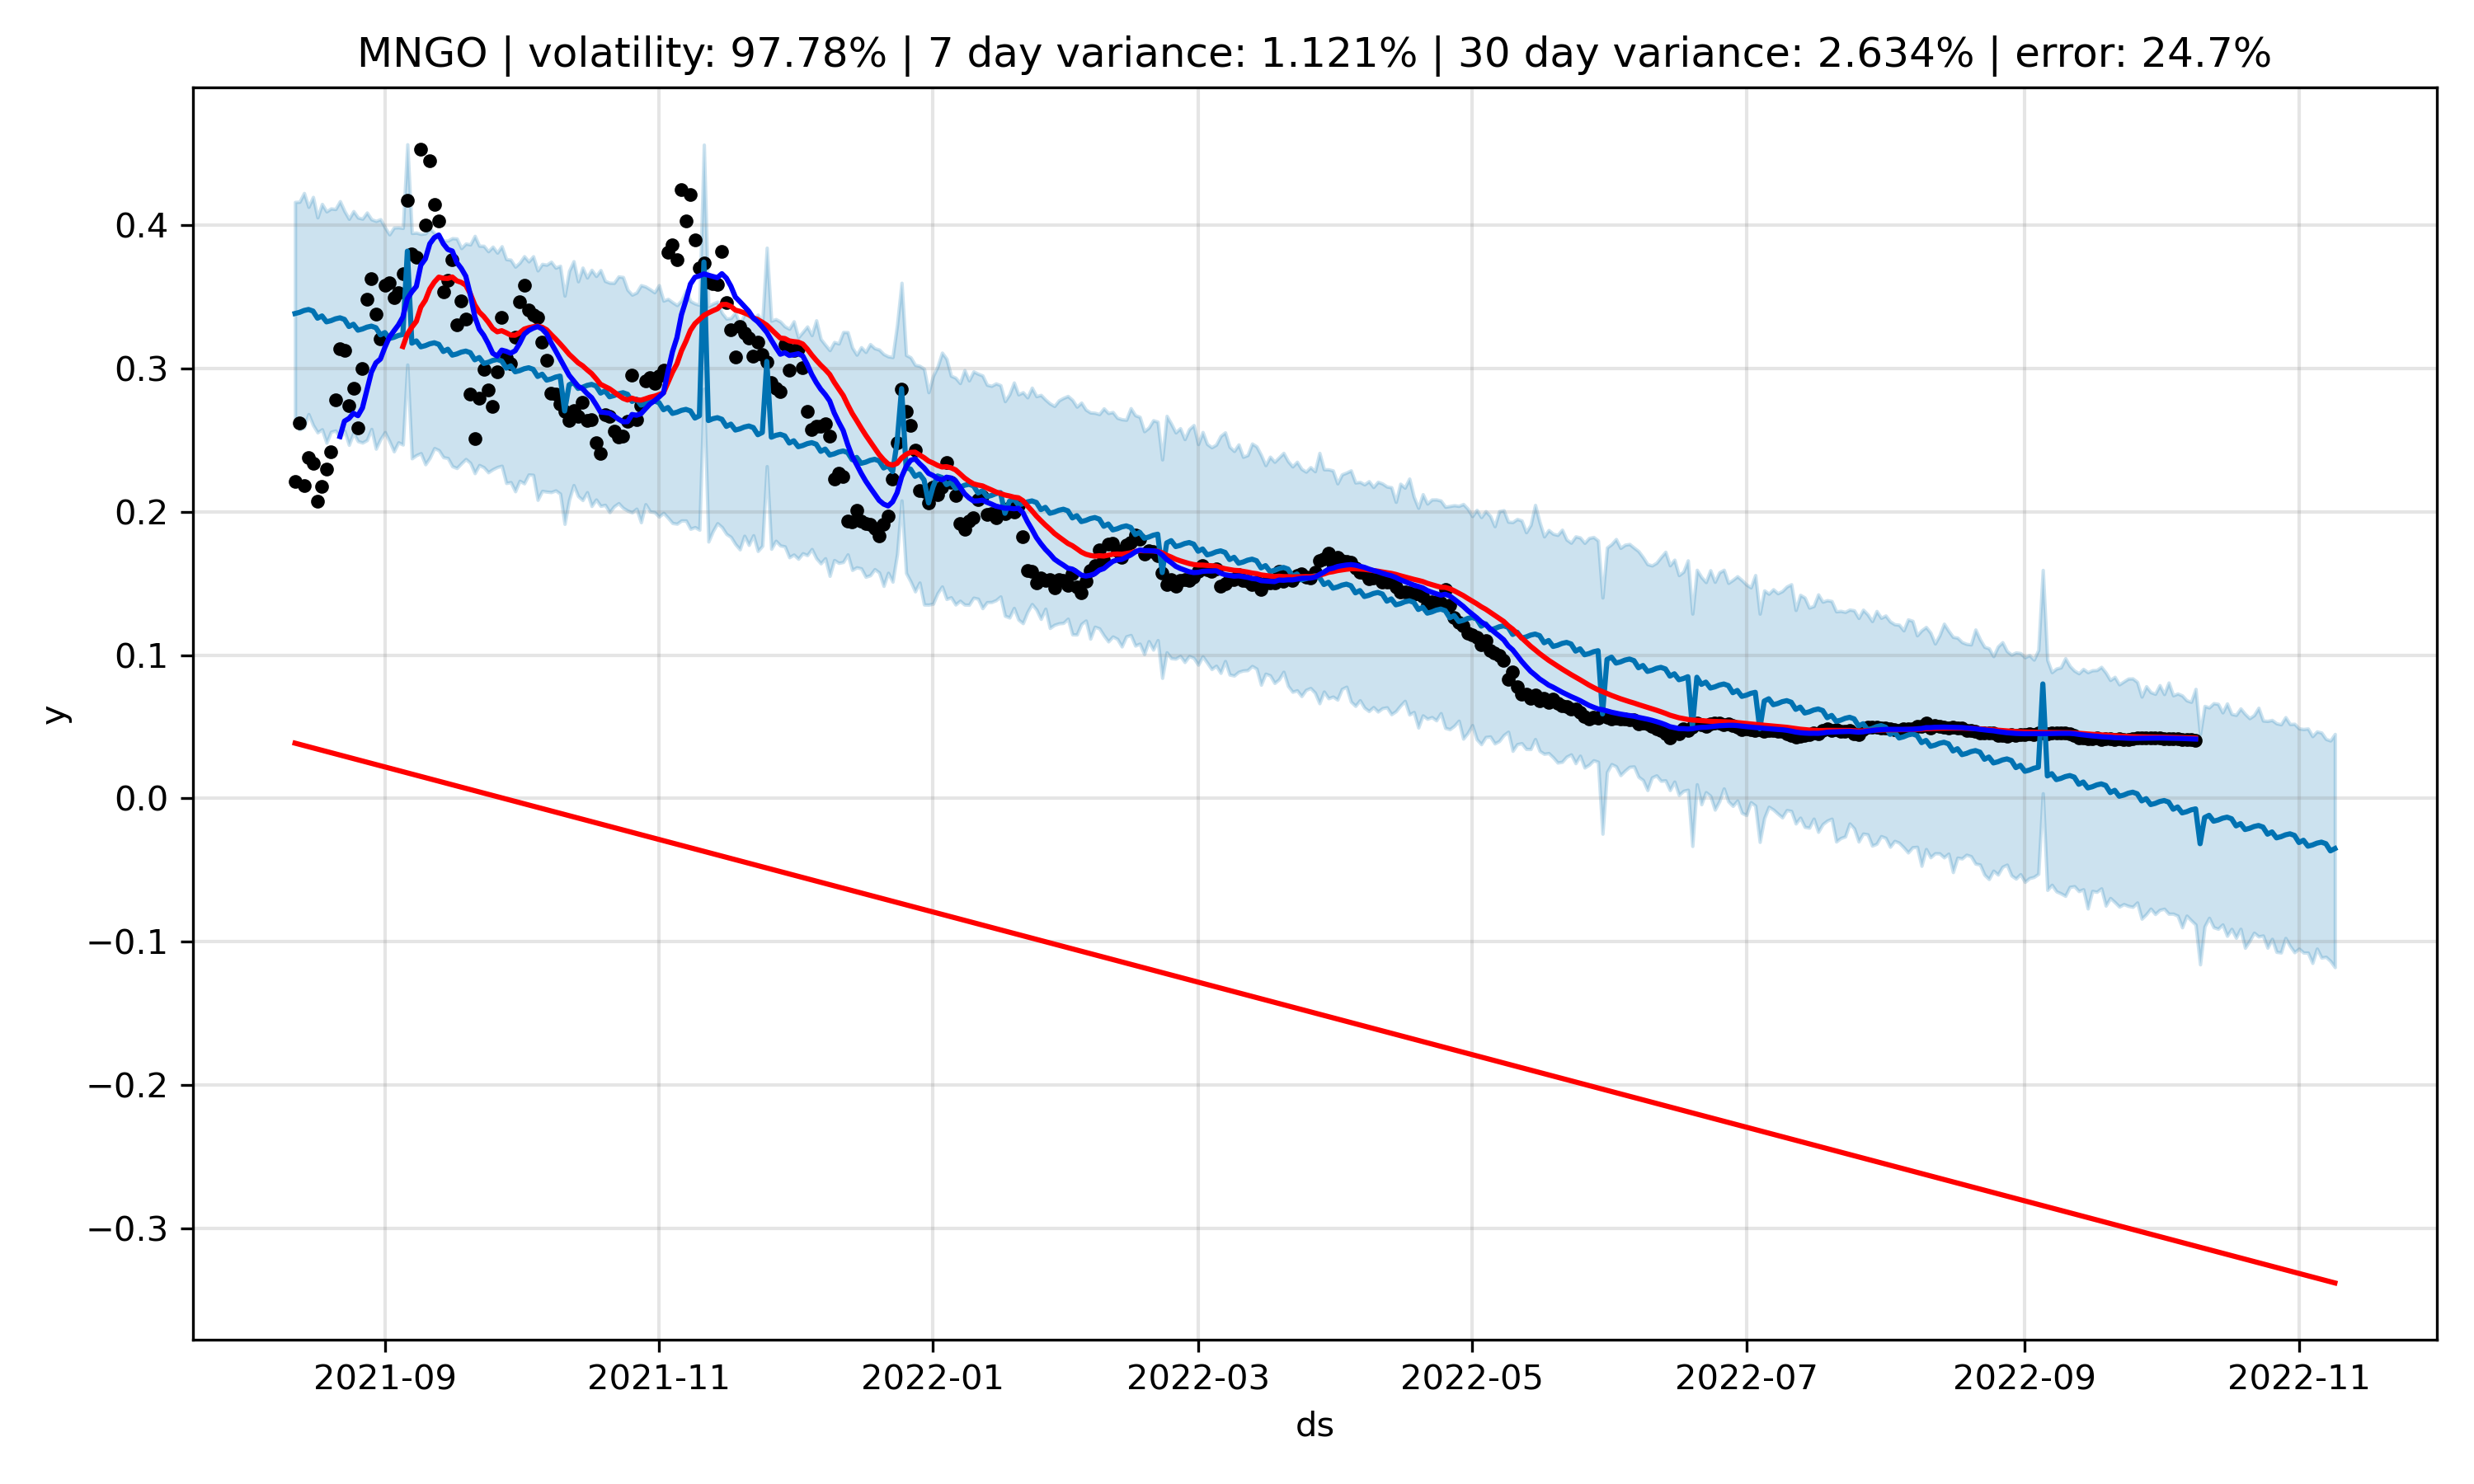 MNGO | volatility: 97.78% | 7 day variance: 1.121% | 30 day variance: 2.634% | error: 24.7%
0.4
0.3
0.2
0.1
0.0
−0.1
−0.2
−0.3
y
2021-09 2021-11 2022-01 2022-03 2022-05 2022-07 2022-09 2022-11
ds